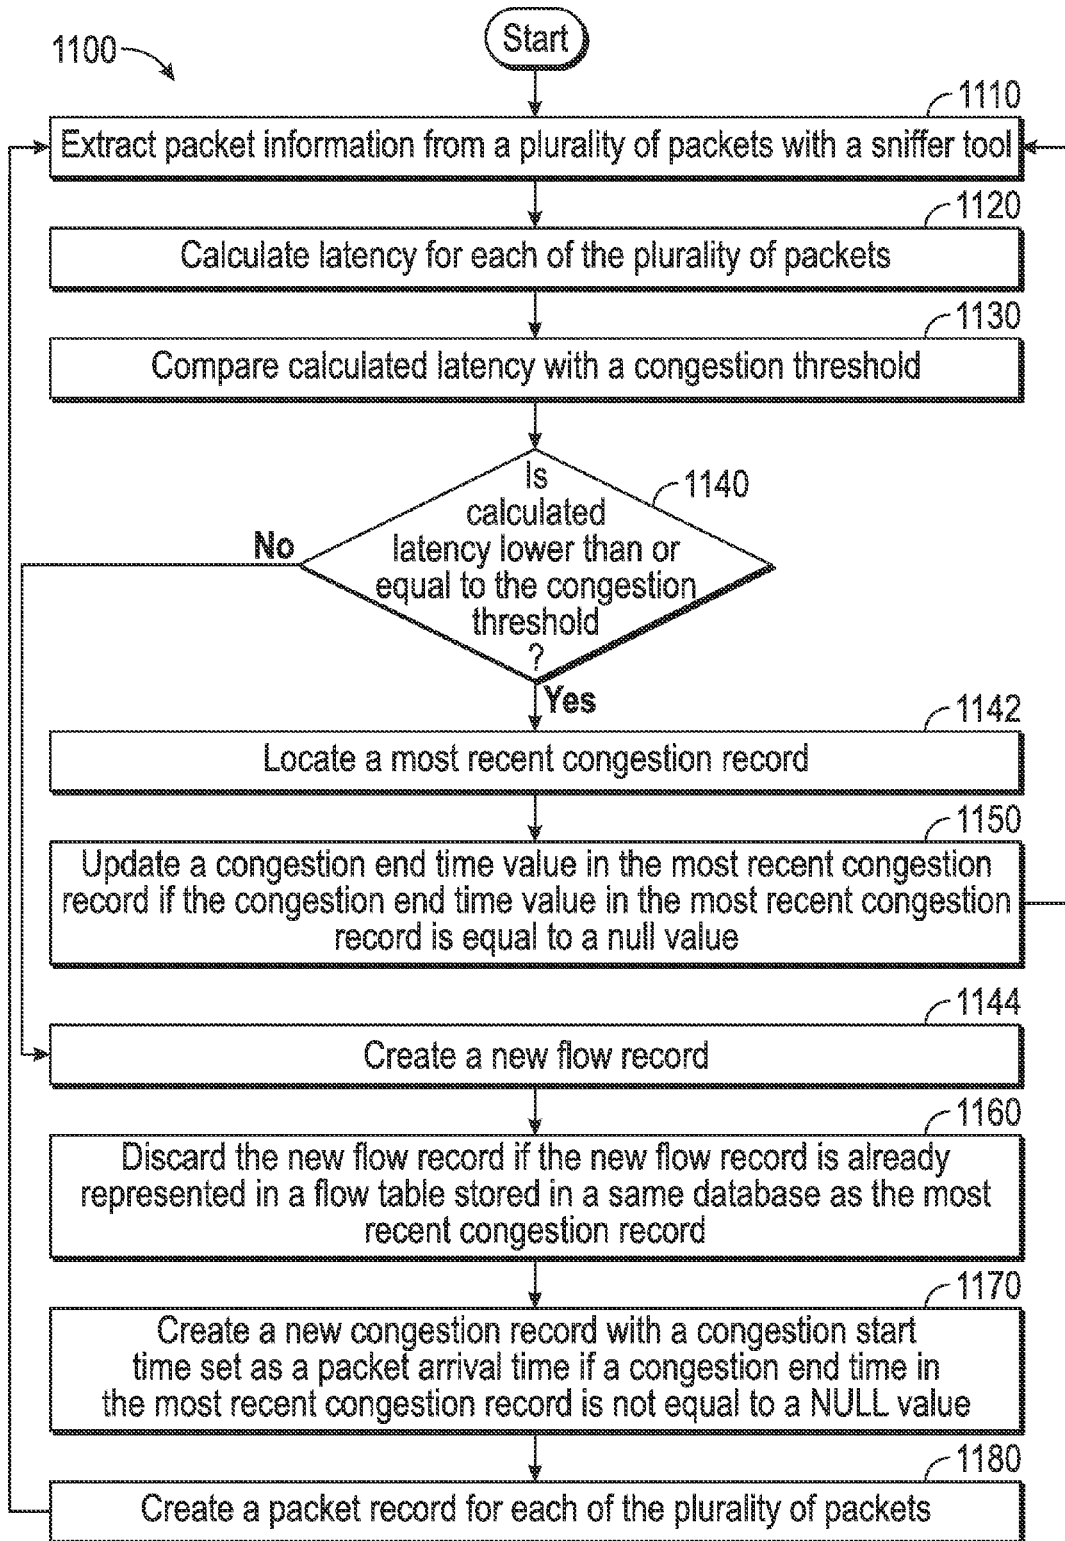 Start
1100
1110
Extract packet information from a plurality of packets with a sniffer tool
1120
Calculate latency for each of the plurality of packets
1130
Compare calculated latency with a congestion threshold
1140
Is
calculated
latency lower than or
equal to the congestion
threshold
?
No
Yes
1142
Locate a most recent congestion record
1150
Update a congestion end time value in the most recent congestion
record if the congestion end time value in the most recent congestion
record is equal to a null value
1144
Create a new flow record
1160
Discard the new flow record if the new flow record is already
represented in a flow table stored in a same database as the most
recent congestion record
1170
Create a new congestion record with a congestion start
time set as a packet arrival time if a congestion end time in
the most recent congestion record is not equal to a NULL value
1180
Create a packet record for each of the plurality of packets